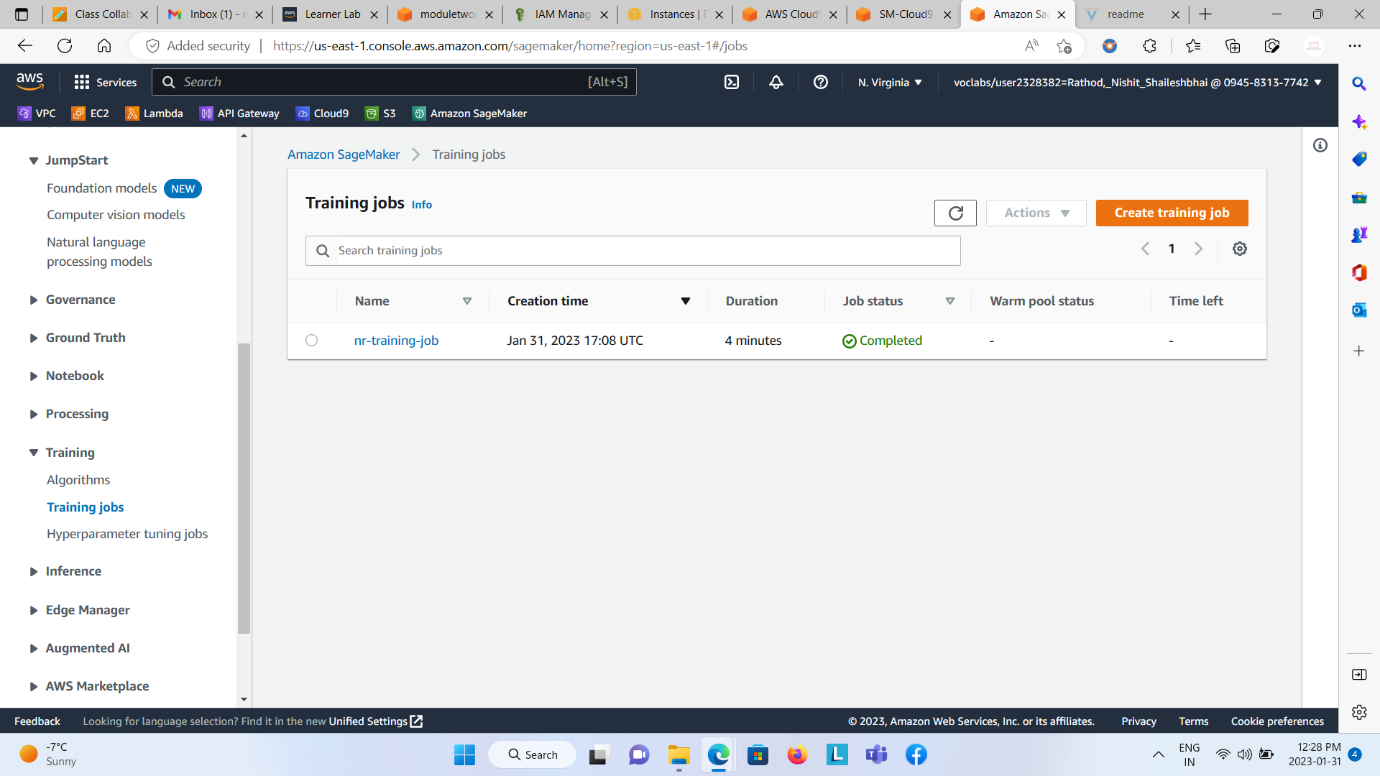 Class Collab
Inbox (1) - r
Learner Lab
moduletwos
IAM Manag
Instances | E
AWS Cloud9
SM-Cloud9
Amazon Sa
readme
Added security
https://us-east-1.console.aws.amazon.com/sagemaker/home?region=us-east-1#/jobs
aws
Services
Search
[Alt+S]
N. Virginia
voclabs/user2328382=Rathod,_Nishit_Shaileshbhai @ 0945-8313-7742
VPC
EC2
Lambda
API Gateway
Cloud9
S3
Amazon SageMaker
JumpStart
Foundation models NEW
Computer vision models
Natural language
processing models
Governance
Ground Truth
Notebook
Processing
Training
Algorithms
Training jobs
Hyperparameter tuning jobs
Inference
Edge Manager
Augmented AI
AWS Marketplace
Amazon SageMaker > Training jobs
Training jobs Info
Actions
Create training job
Search training jobs
1
Name Creation time Duration Job status Warm pool status Time left
nr-training-job Jan 31, 2023 17:08 UTC 4 minutes Completed - -
Feedback Looking for language selection? Find it in the new Unified Settings
© 2023, Amazon Web Services, Inc. or its affiliates. Privacy Terms Cookie preferences
-7°C
Sunny
Search
ENG
IN
12:28 PM
2023-01-31
4